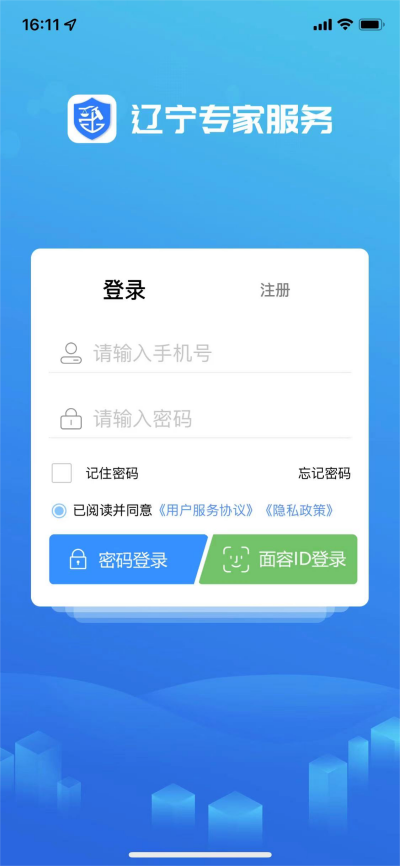 16:11
辽宁专家服务
登录
注册
请输入手机号
请输入密码
记住密码
忘记密码
已阅读并同意《用户服务协议》《隐私政策》
密码登录
面容ID登录